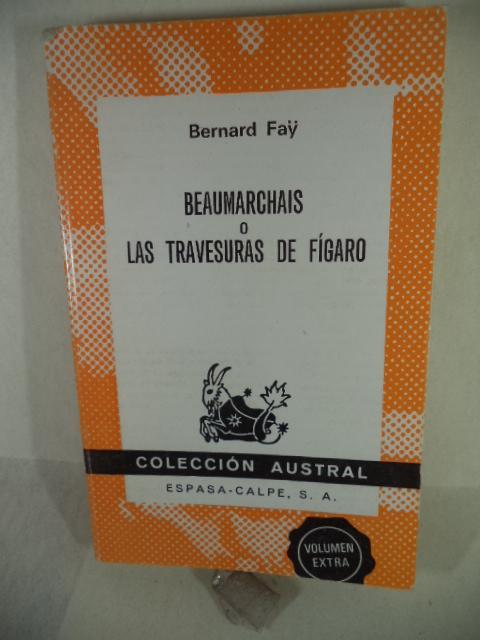 Bernard Faÿ
BEAUMARCHAIS
O
LAS TRAVESURAS DE FÍGARO
COLECCIÓN AUSTRAL
ESPASA-CALPE, S. A.
VOLUMEN
EXTRA